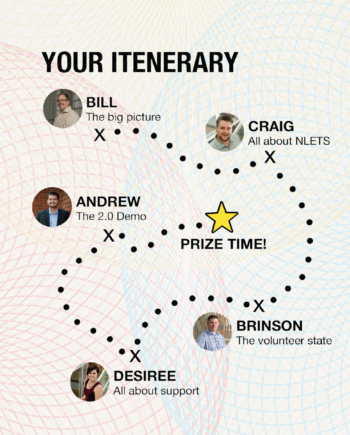 YOUR ITENERARY
BILL
The big picture
X
CRAIG
All about NLETS
X
ANDREW
The 2.0 Demo
X
PRIZE TIME!
X
BRINSON
The volunteer state
X
DESIREE
All about support